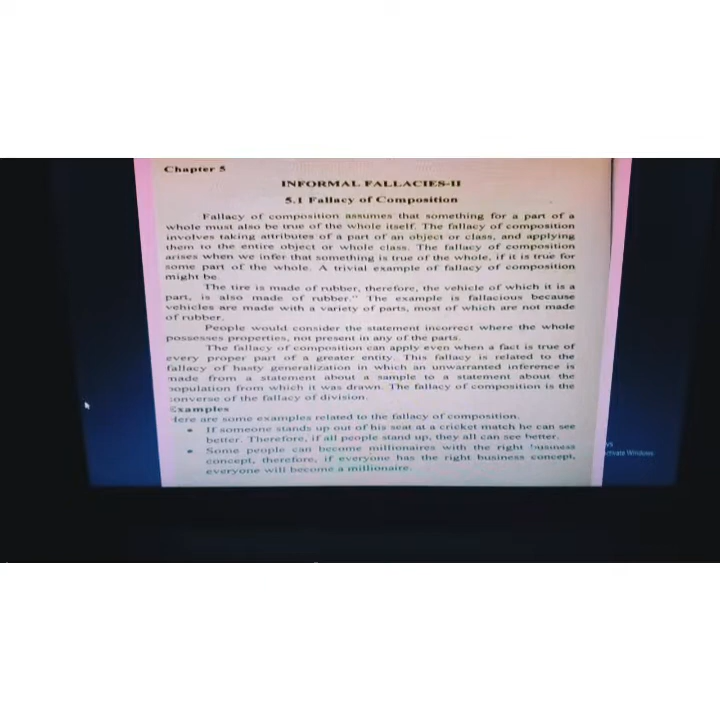 Chapter 5
INFORMAL FALLACIES-II
5.1 Fallacy of Composition
Fallacy of composition assumes that something for a part of a
whole must also be true of the whole itself. The fallacy of composition
involves taking attributes of a part of an object or class, and applying
them to the entire object or whole class. The fallacy of composition
arises when we infer that something is true of the whole, if it is true for
some part of the whole. A trivial example of fallacy of composition
might be.
The tire is made of rubber, therefore, the vehicle of which it is a
part, is also made of rubber." The example is fallacious because
vehicles are made with a variety of parts, most of which are not made
of rubber.
People would consider the statement incorrect where the whole
possesses properties, not present in any of the parts.
The fallacy of composition can apply even when a fact is true of
every proper part of a greater entity. This fallacy is related to the
fallacy of hasty generalization in which an unwarranted inference is
made from a statement about a sample to a statement about the
population from which it was drawn. The fallacy of composition is the
converse of the fallacy of division.
Examples
Here are some examples related to the fallacy of composition.
• If someone stands up out of his seat at a cricket match he can see
better. Therefore, if all people stand up, they all can see better.
• Some people can become millionaires with the right business
concept, therefore, if everyone has the right business concept,
everyone will become a millionaire.
ctivate Windows